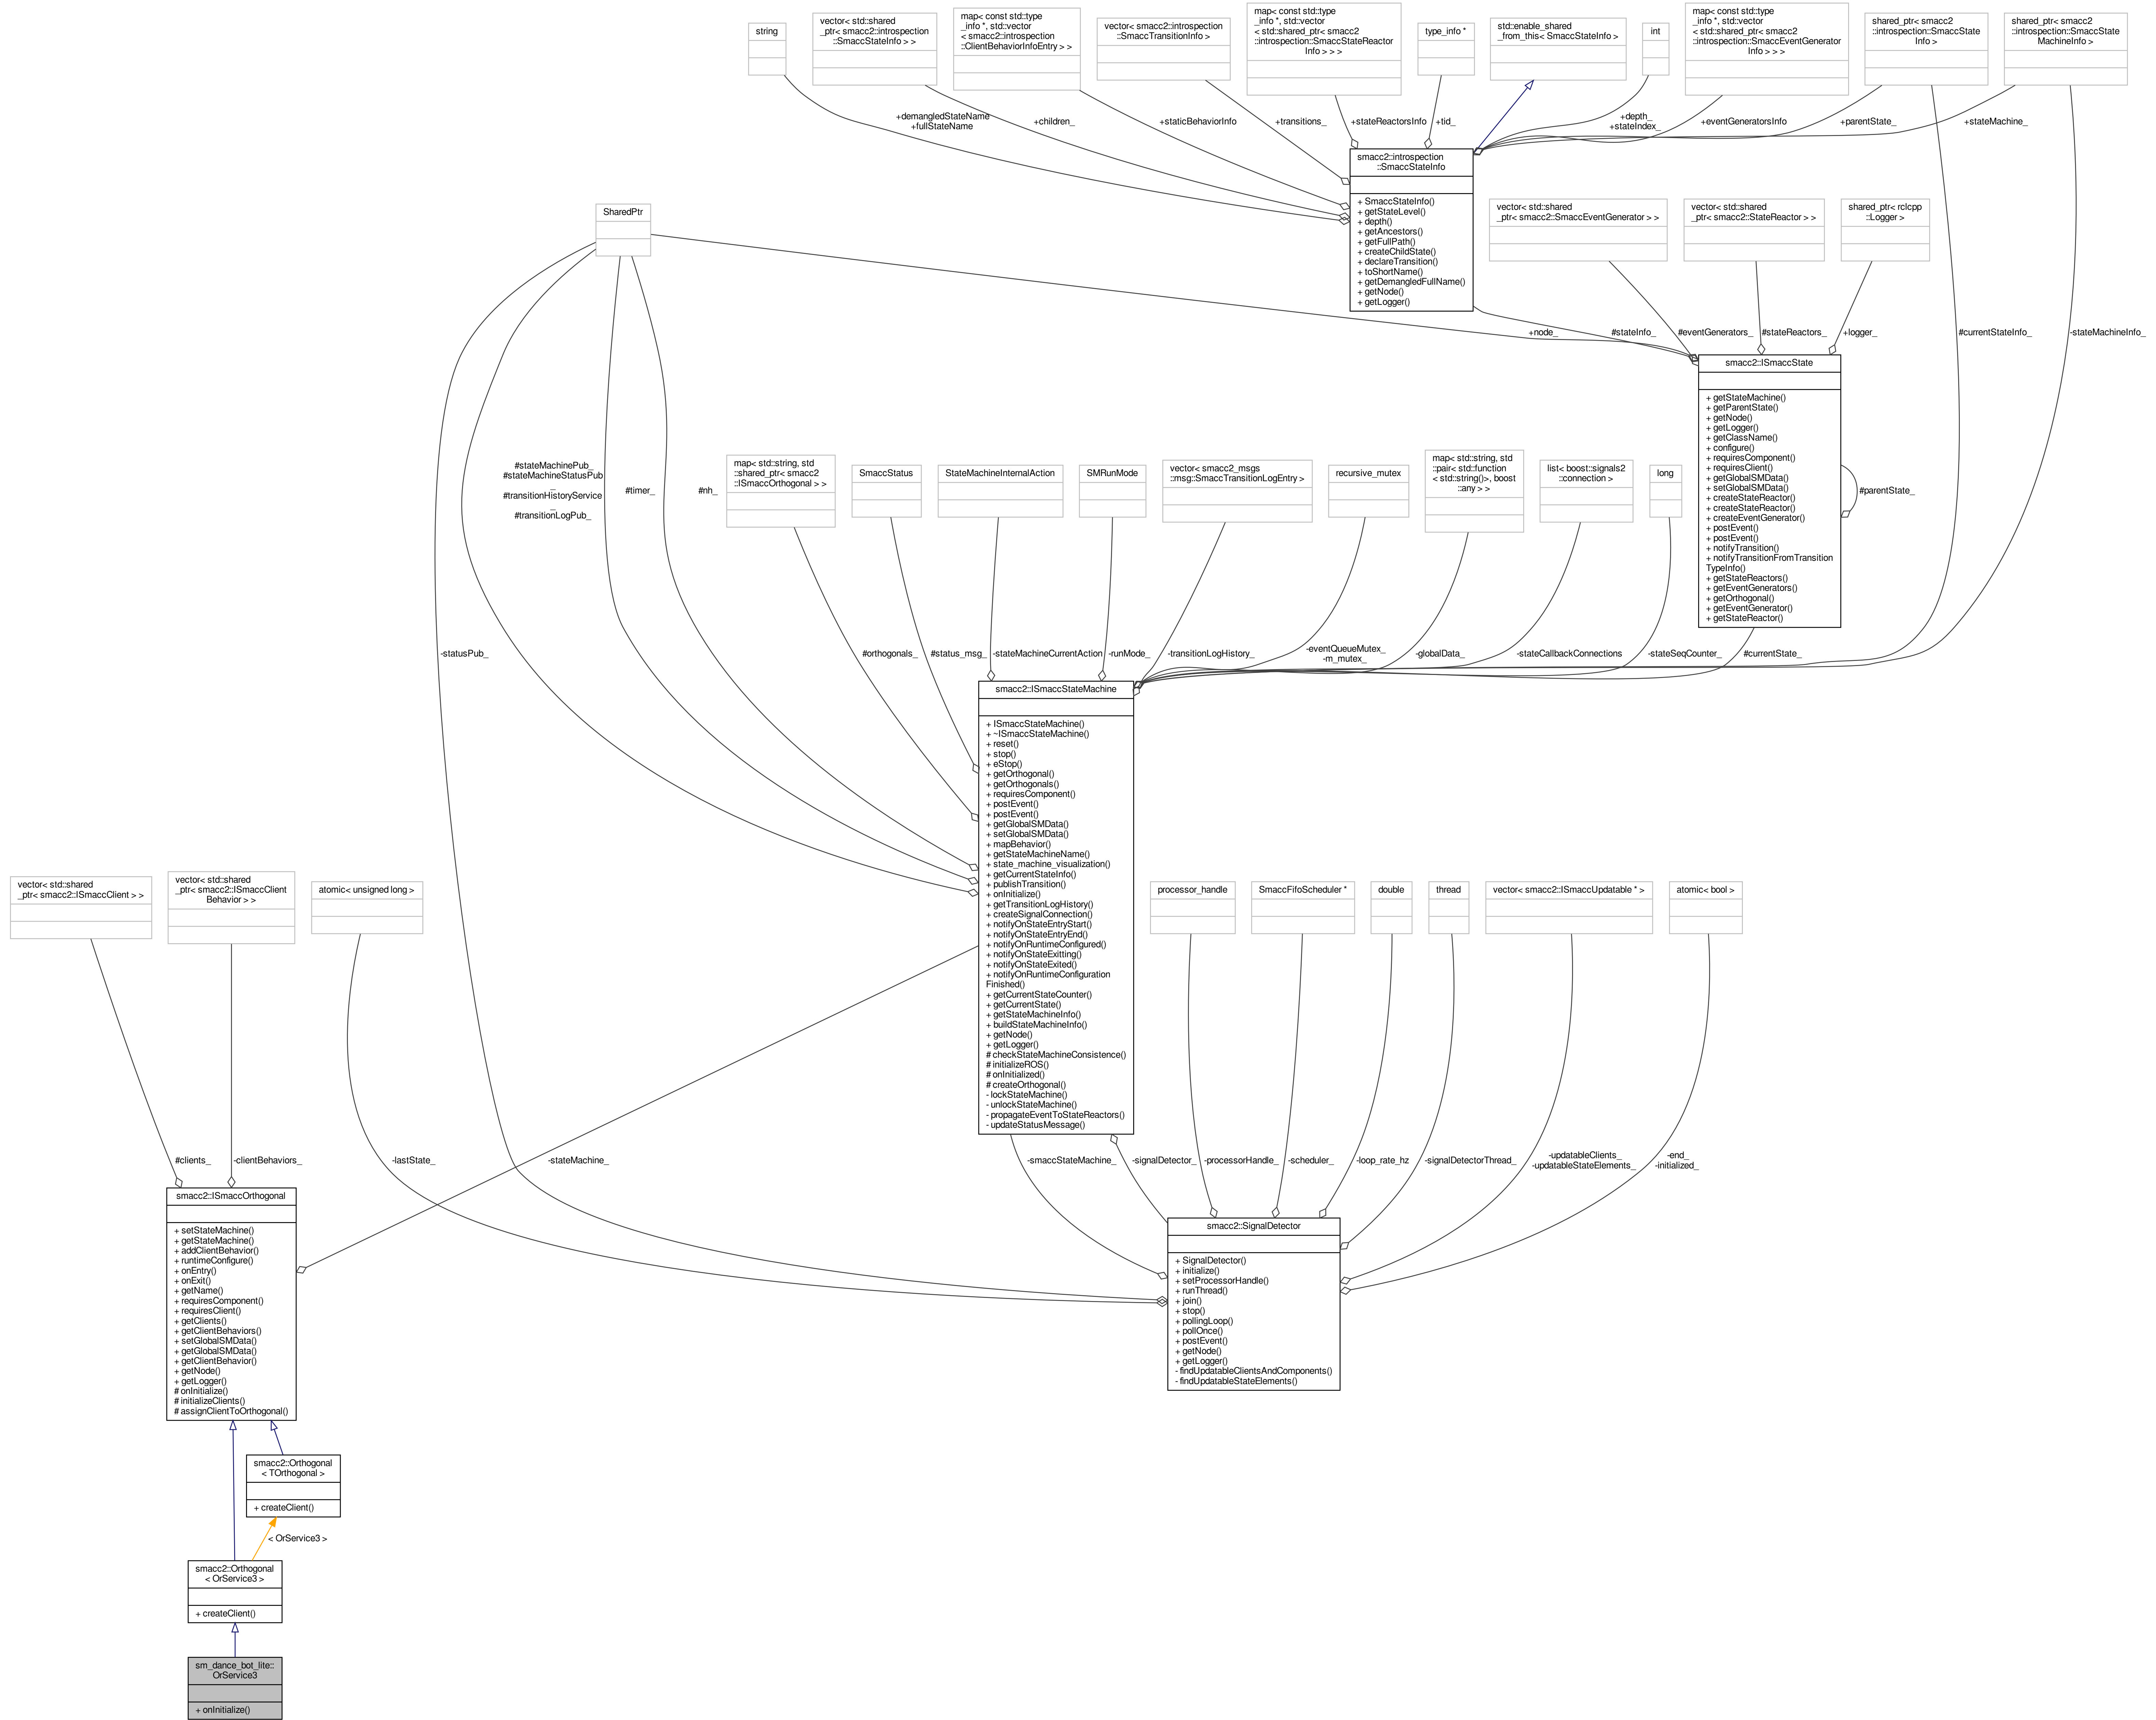 string
vector< std::shared
_ptr< smacc2::introspection
::SmaccStateInfo > >
map< const std::type
_info *, std::vector
< smacc2::introspection
::ClientBehaviorInfoEntry > >
vector< smacc2::introspection
::SmaccTransitionInfo >
map< const std::type
_info *, std::vector
< std::shared_ptr< smacc2
::introspection::SmaccStateReactor
Info > > >
type_info *
std::enable_shared
_from_this< SmaccStateInfo >
int
map< const std::type
_info *, std::vector
< std::shared_ptr< smacc2
::introspection::SmaccEventGenerator
Info > > >
shared_ptr< smacc2
::introspection::SmaccState
Info >
shared_ptr< smacc2
::introspection::SmaccState
MachineInfo >
+demangledStateName
+fullStateName
+children_
+staticBehaviorInfo
+transitions_
+stateReactorsInfo
+tid_
+depth_
+stateIndex_
+eventGeneratorsInfo
+parentState_
+stateMachine_
smacc2::introspection
::SmaccStateInfo
+ SmaccStateInfo()
+ getStateLevel()
+ depth()
+ getAncestors()
+ getFullPath()
+ createChildState()
+ declareTransition()
+ toShortName()
+ getDemangledFullName()
+ getNode()
+ getLogger()
SharedPtr
vector< std::shared
_ptr< smacc2::SmaccEventGenerator > >
vector< std::shared
_ptr< smacc2::StateReactor > >
shared_ptr< rclcpp
::Logger >
+node_
#stateInfo_
#eventGenerators_
#stateReactors_
+logger_
#currentStateInfo_
-stateMachineInfo_
smacc2::ISmaccState
+ getStateMachine()
+ getParentState()
+ getNode()
+ getLogger()
+ getClassName()
+ configure()
+ requiresComponent()
+ requiresClient()
+ getGlobalSMData()
+ setGlobalSMData()
+ createStateReactor()
+ createStateReactor()
+ createEventGenerator()
+ postEvent()
+ postEvent()
+ notifyTransition()
+ notifyTransitionFromTransition
TypeInfo()
+ getStateReactors()
+ getEventGenerators()
+ getOrthogonal()
+ getEventGenerator()
+ getStateReactor()
#parentState_
#stateMachinePub_
#stateMachineStatusPub
_
#transitionHistoryService
_
#transitionLogPub_
#timer_
#nh_
map< std::string, std
::shared_ptr< smacc2
::ISmaccOrthogonal > >
SmaccStatus
StateMachineInternalAction
SMRunMode
vector< smacc2_msgs
::msg::SmaccTransitionLogEntry >
recursive_mutex
map< std::string, std
::pair< std::function
< std::string()>, boost
::any > >
list< boost::signals2
::connection >
long
-statusPub_
#orthogonals_
#status_msg_
-stateMachineCurrentAction
-runMode_
-transitionLogHistory_
-eventQueueMutex_
-m_mutex_
-globalData_
-stateCallbackConnections
-stateSeqCounter_
#currentState_
smacc2::ISmaccStateMachine
+ ISmaccStateMachine()
+ ~ISmaccStateMachine()
+ reset()
+ stop()
+ eStop()
+ getOrthogonal()
+ getOrthogonals()
+ requiresComponent()
+ postEvent()
+ postEvent()
+ getGlobalSMData()
+ setGlobalSMData()
+ mapBehavior()
+ getStateMachineName()
+ state_machine_visualization()
+ getCurrentStateInfo()
+ publishTransition()
+ onInitialize()
+ getTransitionLogHistory()
+ createSignalConnection()
+ notifyOnStateEntryStart()
+ notifyOnStateEntryEnd()
+ notifyOnRuntimeConfigured()
+ notifyOnStateExitting()
+ notifyOnStateExited()
+ notifyOnRuntimeConfiguration
Finished()
+ getCurrentStateCounter()
+ getCurrentState()
+ getStateMachineInfo()
+ buildStateMachineInfo()
+ getNode()
+ getLogger()
# checkStateMachineConsistence()
# initializeROS()
# onInitialized()
# createOrthogonal()
- lockStateMachine()
- unlockStateMachine()
- propagateEventToStateReactors()
- updateStatusMessage()
vector< std::shared
_ptr< smacc2::ISmaccClient > >
vector< std::shared
_ptr< smacc2::ISmaccClient
Behavior > >
atomic< unsigned long >
processor_handle
SmaccFifoScheduler *
double
thread
vector< smacc2::ISmaccUpdatable * >
atomic< bool >
#clients_
-clientBehaviors_
-lastState_
-stateMachine_
-smaccStateMachine_
-signalDetector_
-processorHandle_
-scheduler_
-loop_rate_hz
-signalDetectorThread_
-updatableClients_
-updatableStateElements_
-end_
-initialized_
smacc2::ISmaccOrthogonal
+ setStateMachine()
+ getStateMachine()
+ addClientBehavior()
+ runtimeConfigure()
+ onEntry()
+ onExit()
+ getName()
+ requiresComponent()
+ requiresClient()
+ getClients()
+ getClientBehaviors()
+ setGlobalSMData()
+ getGlobalSMData()
+ getClientBehavior()
+ getNode()
+ getLogger()
# onInitialize()
# initializeClients()
# assignClientToOrthogonal()
smacc2::SignalDetector
+ SignalDetector()
+ initialize()
+ setProcessorHandle()
+ runThread()
+ join()
+ stop()
+ pollingLoop()
+ pollOnce()
+ postEvent()
+ getNode()
+ getLogger()
- findUpdatableClientsAndComponents()
- findUpdatableStateElements()
smacc2::Orthogonal
< TOrthogonal >
+ createClient()
< OrService3 >
smacc2::Orthogonal
< OrService3 >
+ createClient()
sm_dance_bot_lite::
OrService3
+ onInitialize()